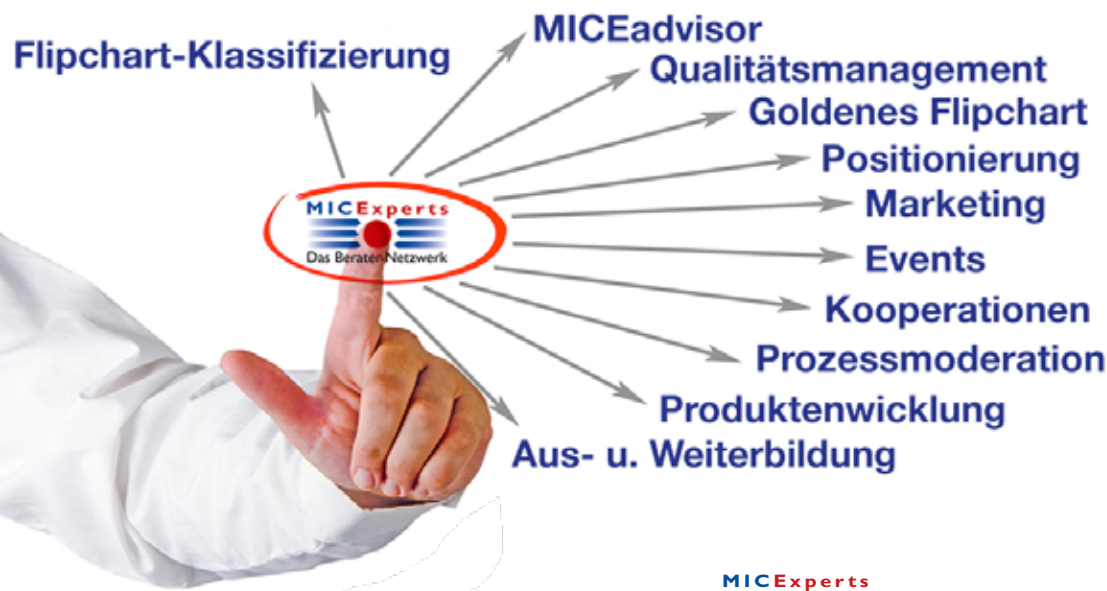 MICEadvisor
Flipchart-Klassifizierung
Qualitätsmanagement
Goldenes Flipchart
Positionierung
MICExperts
Marketing
Das Berater-Netzwerk
Events
Kooperationen
Prozessmoderation
Produktenwicklung
Aus- u. Weiterbildung
MICExperts